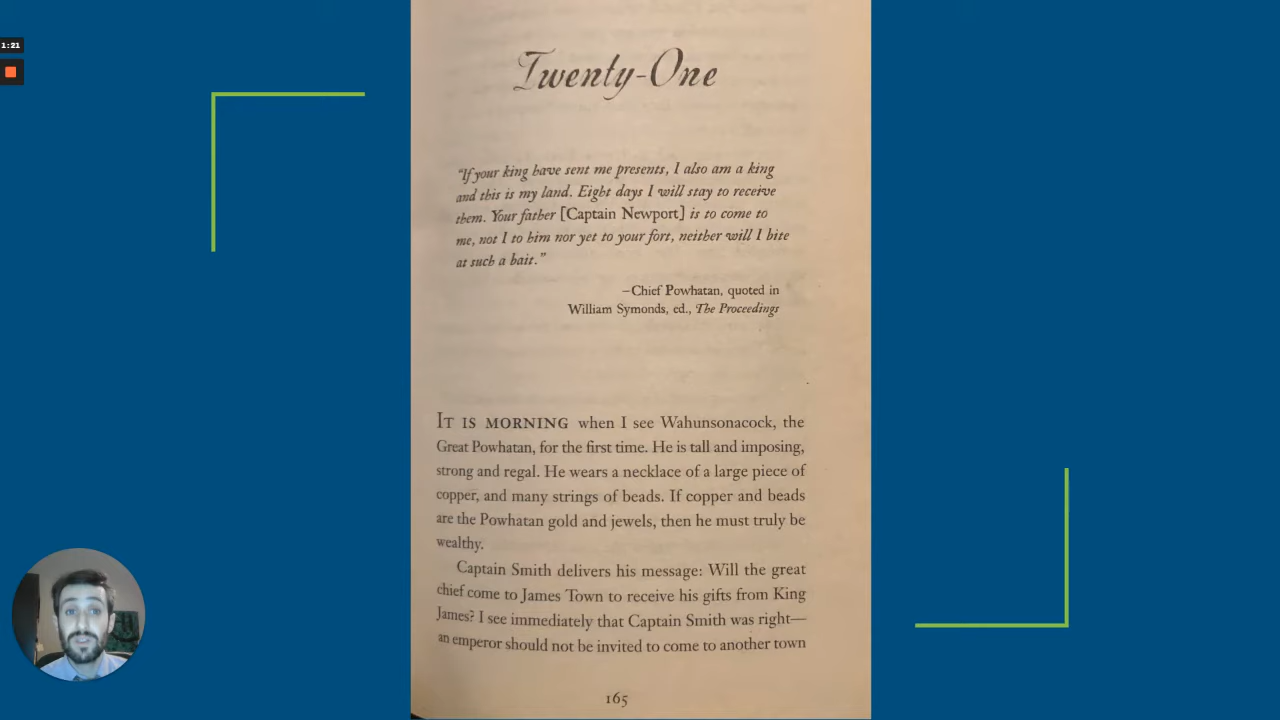 1:21
Twenty-One
"If your king have sent me presents, I also am a king
and this is my land. Eight days I will stay to receive
them. Your father [Captain Newport] is to come to
me, not I to him nor yet to your fort, neither will I bite
at such a bait."
—Chief Powhatan, quoted in
William Symonds, ed., The Proceedings
IT IS MORNING when I see Wahunsonacock, the
Great Powhatan, for the first time. He is tall and imposing,
strong and regal. He wears a necklace of a large piece of
copper, and many strings of beads. If copper and beads
are the Powhatan gold and jewels, then he must truly be
wealthy.
Captain Smith delivers his message: Will the great
chief come to James Town to receive his gifts from King
James? I see immediately that Captain Smith was right—
an emperor should not be invited to come to another town
165